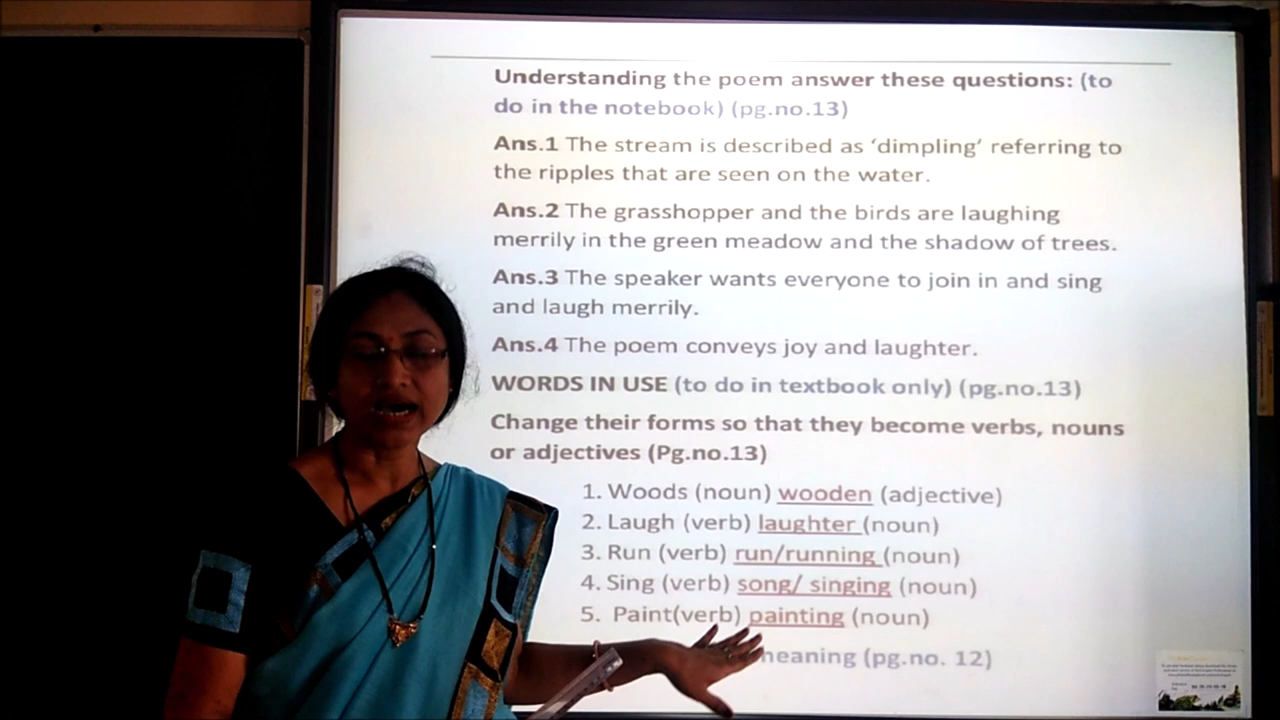 Understanding the poem answer these questions: (to
do in the notebook) (pg.no.13)
Ans.1 The stream is described as ‘dimpling’ referring to
the ripples that are seen on the water.
Ans.2 The grasshopper and the birds are laughing
merrily in the green meadow and the shadow of trees.
Ans.3 The speaker wants everyone to join in and sing
and laugh merrily.
Ans.4 The poem conveys joy and laughter.
WORDS IN USE (to do in textbook only) (pg.no.13)
Change their forms so that they become verbs, nouns
or adjectives (Pg.no.13)
1. Woods (noun) wooden (adjective)
2. Laugh (verb) laughter (noun)
3. Run (verb) run/running (noun)
4. Sing (verb) song/ singing (noun)
5. Paint(verb) painting (noun)
meaning (pg.no. 12)